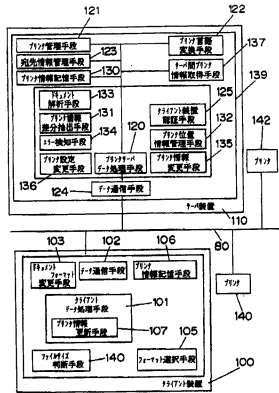 121
プリンタ管理手段
123
宛先情報管理手段
130
プリンタ情報記憶手段
122
プリンタ言語
変換手段
137
サーバ間プリンタ
情報取得手段
139
133
ドキュメント
解析手段
131
プリンタ情報
差分抽出手段
134
エラー検知手段
125
クライアント装置
認証手段
120
132
プリンタ位置
情報管理手段
135
136
プリンタ設定
変更手段
プリンタサーバ
データ処理手段
プリンタ情報
変更手段
124
データ通信手段
142
プリンタ
サーバ装置
110
80
103
102
106
ドキュメント
フォーマット
変更手段
データ通信手段
プリンタ
情報記憶手段
101
クライアント
データ処理手段
プリンタ情報
更新手段
107
105
プリンタ
140
ファイルサイズ
判断手段
140
フォーマット選択手段
100
クライアント装置